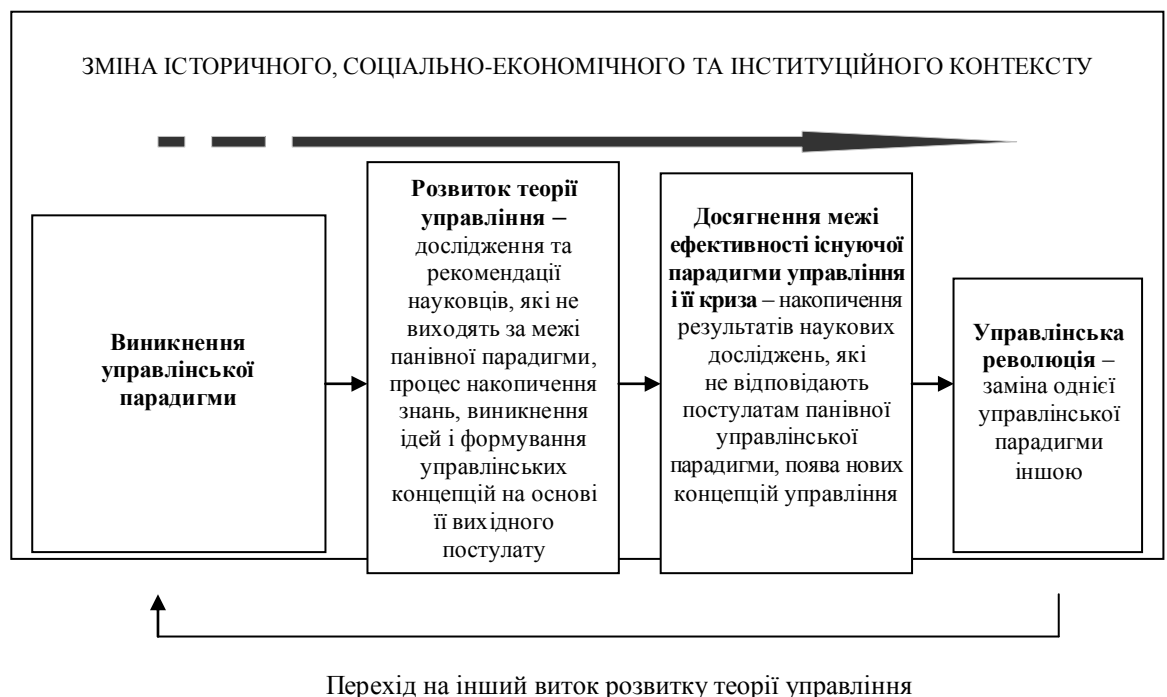 ЗМІНА ІСТОРИЧНОГО, СОЦІАЛЬНО-ЕКОНОМІЧНОГО ТА ІНСТИТУЦІЙНОГО КОНТЕКСТУ
Виникнення
управлінської
парадигми
Розвиток теорії
управління –
дослідження та
рекомендації
науковців, які не
виходять за межі
панівної парадигми,
процес накопичення
знань, виникнення
ідей і формування
управлінських
концепцій на основі
її вихідного
постулату
Досягнення межі
ефективності існуючої
парадигми управління
і її криза – накопичення
результатів наукових
досліджень, які
не відповідають
постулатам панівної
управлінської
парадигми, поява нових
концепцій управління
Управлінська
революція –
заміна однієї
управлінської
парадигми
іншою
Перехід на інший виток розвитку теорії управління